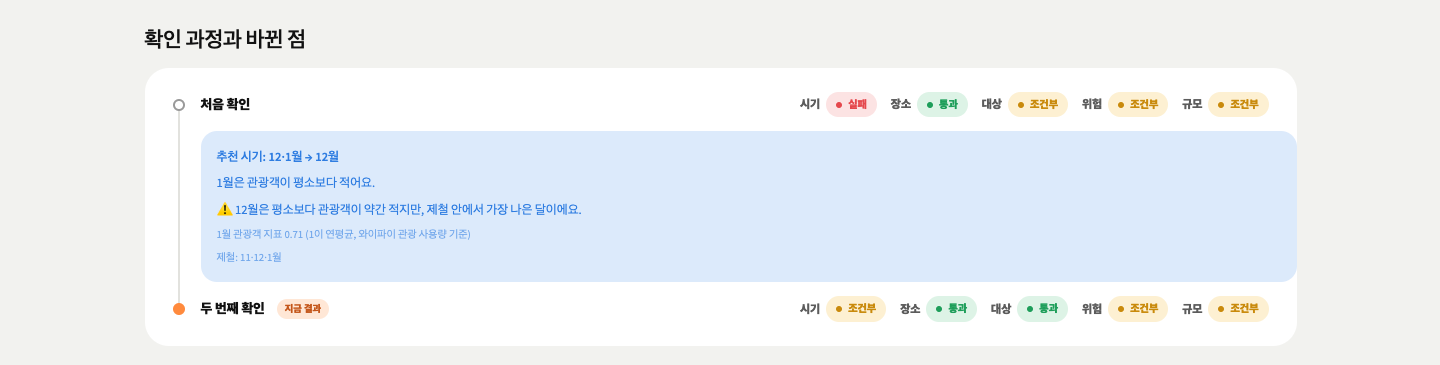 확인 과정과 바뀐 점
처음 확인 시기 실패 장소 통과 대상 조건부 위험 조건부 규모 조건부
추천 시기: 12·1월 → 12월
1월은 관광객이 평소보다 적어요.
⚠️ 12월은 평소보다 관광객이 약간 적지만, 제철 안에서 가장 나은 달이에요.
1월 관광객 지표 0.71 (1이 연평균, 와이파이 관광 사용량 기준)
제철: 11·12·1월
두 번째 확인 지금 결과 시기 조건부 장소 통과 대상 통과 위험 조건부 규모 조건부